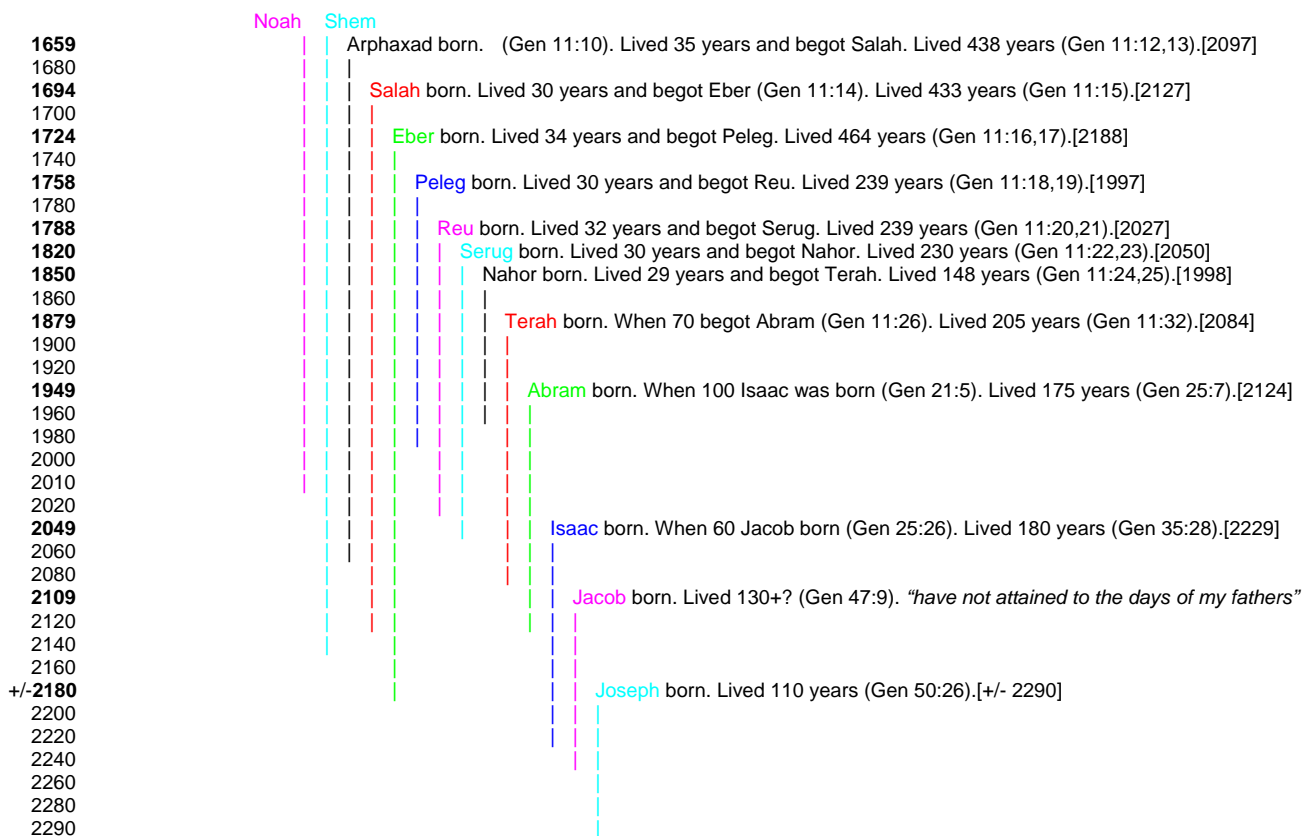 Noah Shem
1659 Arphaxad born. (Gen 11:10). Lived 35 years and begot Salah. Lived 438 years (Gen 11:12,13).[2097]
1680
1694 Salah born. Lived 30 years and begot Eber (Gen 11:14). Lived 433 years (Gen 11:15).[2127]
1700
1724 Eber born. Lived 34 years and begot Peleg. Lived 464 years (Gen 11:16,17).[2188]
1740
1758 Peleg born. Lived 30 years and begot Reu. Lived 239 years (Gen 11:18,19).[1997]
1780
1788 Reu born. Lived 32 years and begot Serug. Lived 239 years (Gen 11:20,21).[2027]
1820 Serug born. Lived 30 years and begot Nahor. Lived 230 years (Gen 11:22,23).[2050]
1850 Nahor born. Lived 29 years and begot Terah. Lived 148 years (Gen 11:24,25).[1998]
1860
1879 Terah born. When 70 begot Abram (Gen 11:26). Lived 205 years (Gen 11:32).[2084]
1900
1920
1949 Abram born. When 100 Isaac was born (Gen 21:5). Lived 175 years (Gen 25:7).[2124]
1960
1980
2000
2010
2020
2049 Isaac born. When 60 Jacob born (Gen 25:26). Lived 180 years (Gen 35:28).[2229]
2060
2080
2109 Jacob born. Lived 130+? (Gen 47:9). “have not attained to the days of my fathers”
2120
2140
2160
+/-2180 Joseph born. Lived 110 years (Gen 50:26).[+/- 2290]
2200
2220
2240
2260
2280
2290